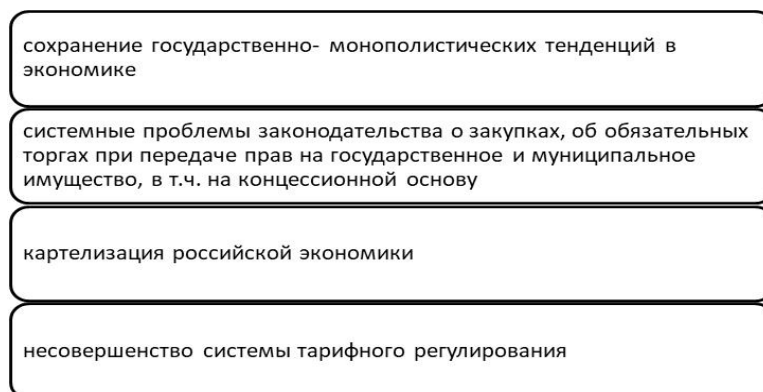 сохранение государственно- монополистических тенденций в
экономике
системные проблемы законодательства о закупках, об обязательных
торгах при передаче прав на государственное и муниципальное
имущество, в т.ч. на концессионной основу
картелизация российской экономики
несовершенство системы тарифного регулирования